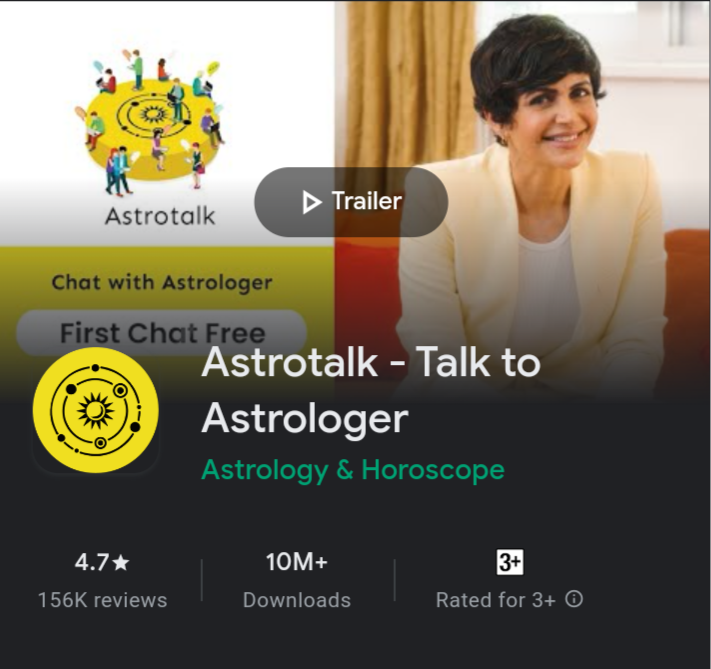 Astrotalk
Trailer
Chat with Astrologer
First Chat Free
Astrotalk - Talk to
Astrologer
Astrology & Horoscope
4.7★ 10M+ 3+
156K reviews Downloads Rated for 3+